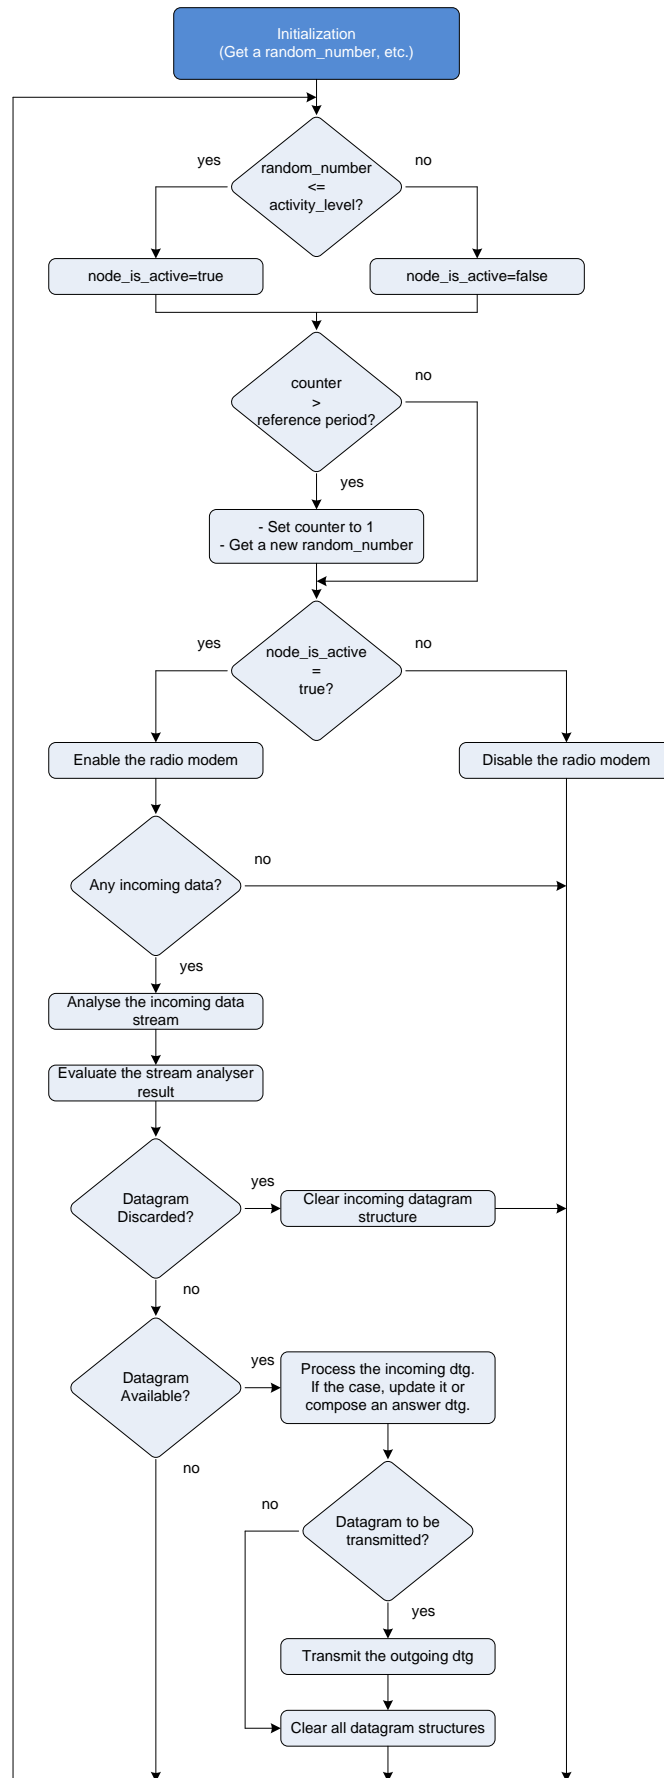 Initialization
(Get a random_number, etc.)
yes
random_number
<=
activity_level?
no
node_is_active=true
node_is_active=false
counter
>
reference period?
no
yes
- Set counter to 1
- Get a new random_number
yes
node_is_active
=
true?
no
Enable the radio modem
Disable the radio modem
Any incoming data?
no
yes
Analyse the incoming data
stream
Evaluate the stream analyser
result
Datagram
Discarded?
yes
Clear incoming datagram
structure
no
Datagram
Available?
yes
Process the incoming dtg.
If the case, update it or
compose an answer dtg.
no
no
Datagram to be
transmitted?
yes
Transmit the outgoing dtg
Clear all datagram structures